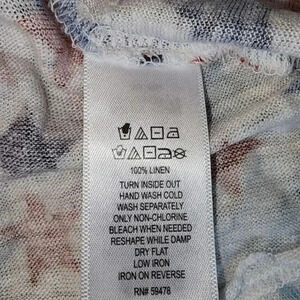 100% LINEN
TURN INSIDE OUT
HAND WASH COLD
WASH SEPARATELY
ONLY NON-CHLORINE
BLEACH WHEN NEEDED
RESHAPE WHILE DAMP
DRY FLAT
LOW IRON
IRON ON REVERSE
RN# 59478